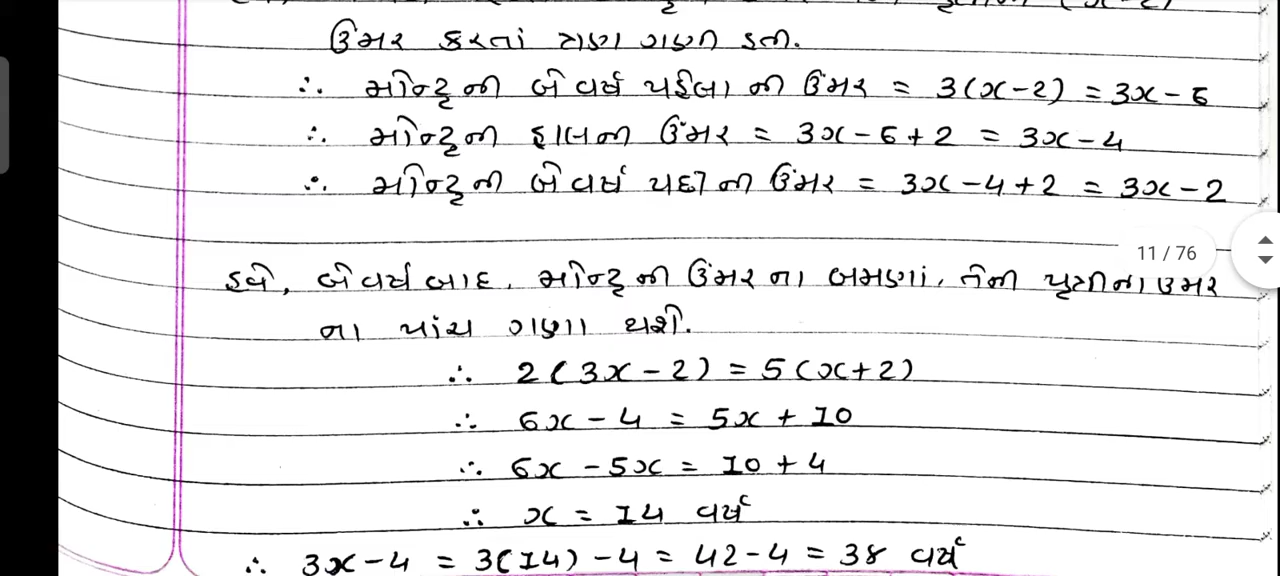 (x-2)
ઉંમર કરતાં ત્રણ ગણી હતી.
∴ મોન્ટુ ની બે વર્ષ પહેલા ની ઉંમર = 3(x-2) = 3x-6
∴ મોન્ટુ ની હાલની ઉંમર = 3x-6+2 = 3x-4
∴ મોન્ટુ ની બે વર્ષ પછી ની ઉંમર = 3x-4+2 = 3x-2
11 / 76
હવે, બે વર્ષ બાદ, મોન્ટુ ની ઉંમર ના બમણાં, તેની પુત્રીના ઉંમર
ના પાંચ ગણા થશે.
∴ 2(3x-2) = 5(x+2)
∴ 6x-4 = 5x+10
∴ 6x-5x = 10+4
∴ x = 14 વર્ષ
∴ 3x-4 = 3(14)-4 = 42-4 = 38 વર્ષ